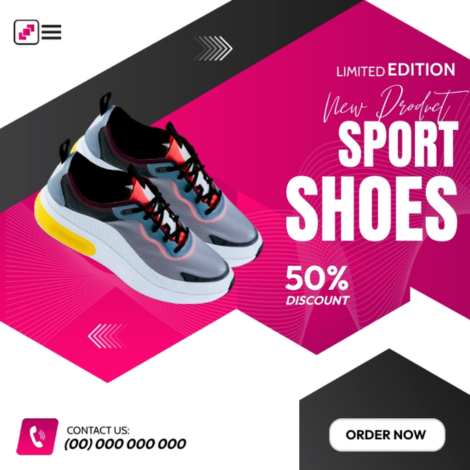 LIMITED EDITION
New Product
SPORT
SHOES
50%
DISCOUNT
CONTACT US:
(00) 000 000 000
ORDER NOW